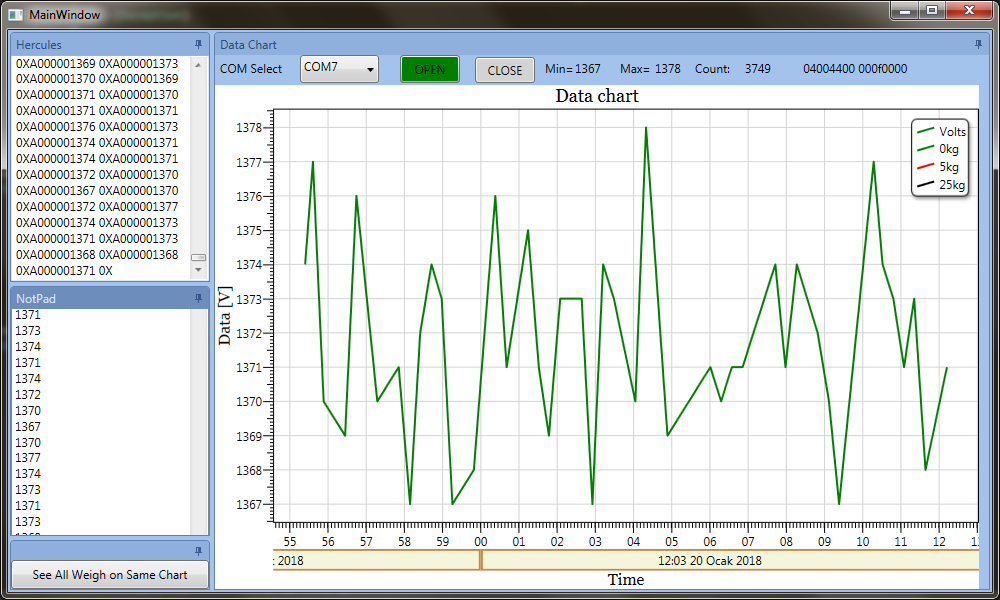 MainWindow
Hercules
0XA000001369 0XA000001373
0XA000001370 0XA000001369
0XA000001371 0XA000001370
0XA000001371 0XA000001371
0XA000001376 0XA000001373
0XA000001374 0XA000001371
0XA000001374 0XA000001371
0XA000001372 0XA000001370
0XA000001367 0XA000001370
0XA000001372 0XA000001377
0XA000001374 0XA000001373
0XA000001371 0XA000001373
0XA000001368 0XA000001368
0XA000001371 0X
NotPad
1371
1373
1374
1371
1374
1372
1370
1367
1370
1377
1374
1373
1371
1373
See All Weigh on Same Chart
Data Chart
COM Select COM7 OPEN CLOSE Min= 1367 Max= 1378 Count: 3749 04004400 000f0000
Data chart
Volts
0kg
5kg
25kg
Data [V]
1378
1377
1376
1375
1374
1373
1372
1371
1370
1369
1368
1367
55 56 57 58 59 00 01 02 03 04 05 06 07 08 09 10 11 12
: 2018 12:03 20 Ocak 2018
Time